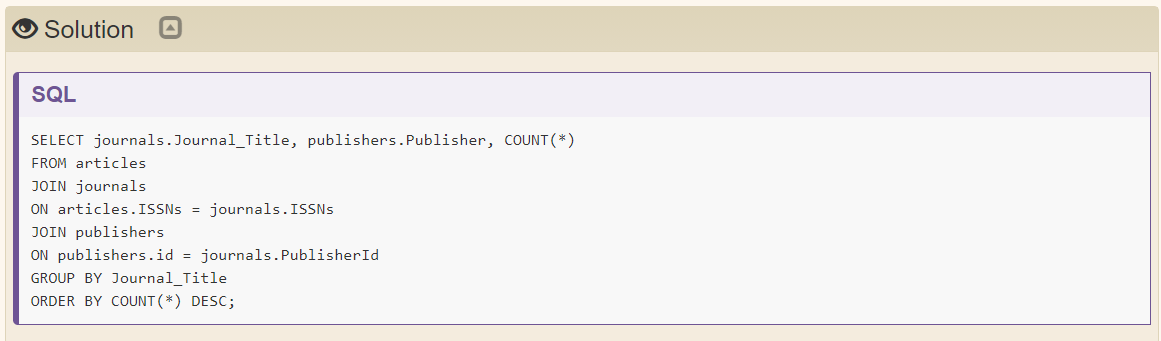 Solution
SQL
SELECT journals.Journal_Title, publishers.Publisher, COUNT(*)
FROM articles
JOIN journals
ON articles.ISSNs = journals.ISSNs
JOIN publishers
ON publishers.id = journals.PublisherId
GROUP BY Journal_Title
ORDER BY COUNT(*) DESC;